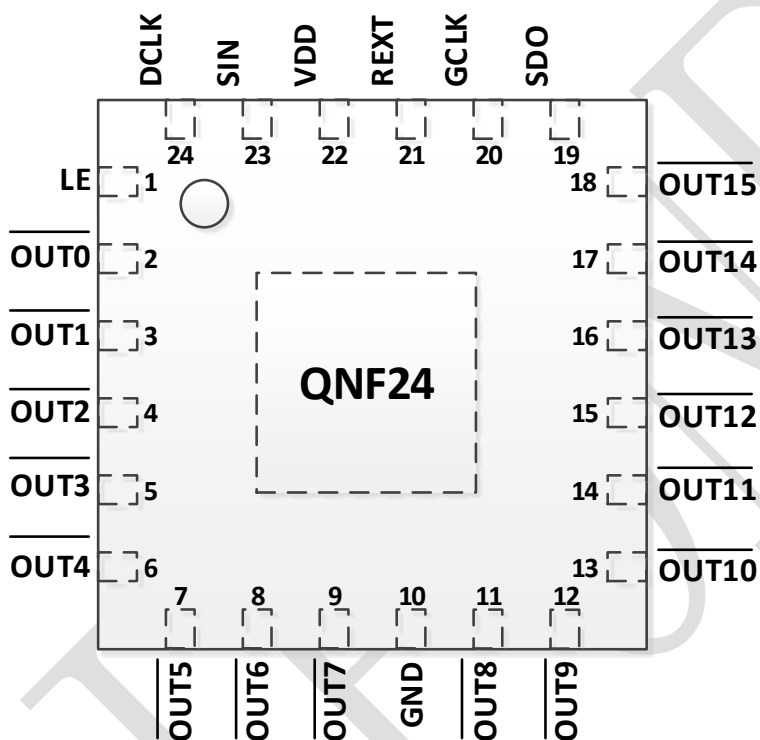 DCLK SIN VDD REXT GCLK SDO
24 23 22 21 20 19
LE 1 18 OUT15
OUT0 2 17 OUT14
OUT1 3 16 OUT13
QNF24
OUT2 4 15 OUT12
OUT3 5 14 OUT11
OUT4 6 13 OUT10
7 8 9 10 11 12
OUT5 OUT6 OUT7 GND OUT8 OUT9